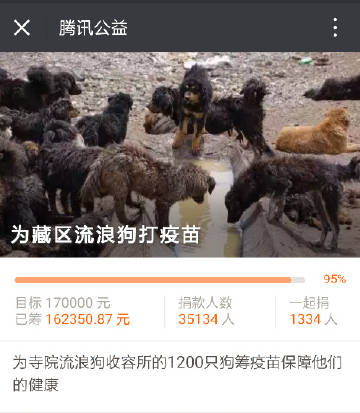 腾讯公益
为藏区流浪狗打疫苗
95%
目标 170000 元
已筹 162350.87 元
捐款人数
35134 人
一起捐
1334 人
为寺院流浪狗收容所的1200只狗筹疫苗保障他们
的健康